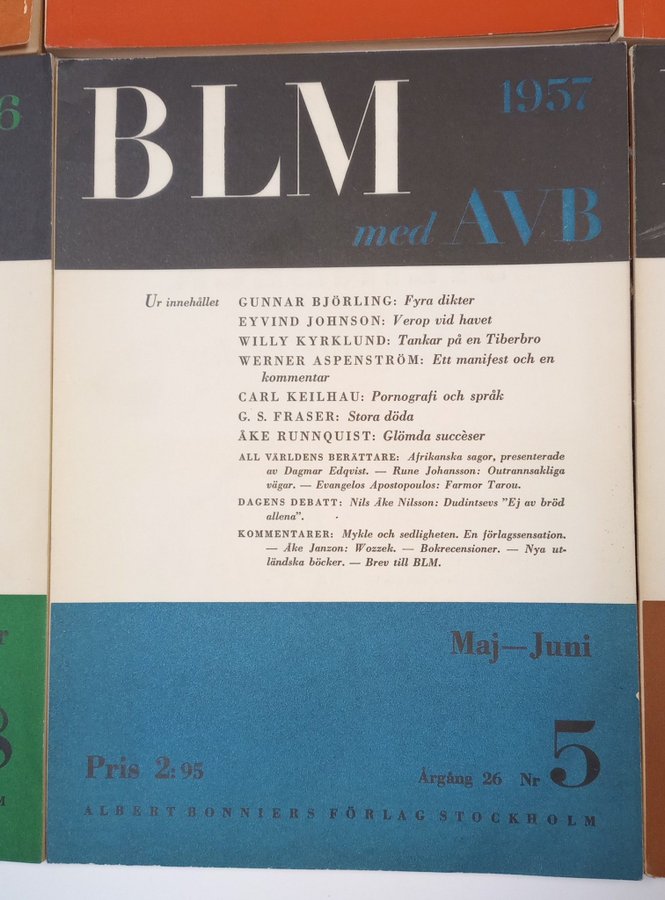 BLM 1957
med AVB
Ur innehållet GUNNAR BJÖRLING: Fyra dikter
EYVIND JOHNSON: Verop vid havet
WILLY KYRKLUND: Tankar på en Tiberbro
WERNER ASPENSTRÖM: Ett manifest och en
kommentar
CARL KEILHAU: Pornografi och språk
G. S. FRASER: Stora döda
ÅKE RUNNQUIST: Glömda succèser
ALL VÄRLDENS BERÄTTARE: Afrikanska sagor, presenterade
av Dagmar Edqvist. — Rune Johansson: Outrannsakliga
vägar. — Evangelos Apostopoulos: Farmor Tarou.
DAGENS DEBATT: Nils Åke Nilsson: Dudintsevs "Ej av bröd
allena".
KOMMENTARER: Mykle och sedligheten. En förlagssensation.
— Åke Janzon: Wozzek. — Bokrecensioner. — Nya ut-
ländska böcker. — Brev till BLM.
Maj—Juni
Pris 2:95 Årgång 26 Nr 5
ALBERT BONNIERS FÖRLAG STOCKHOLM
6
r
M